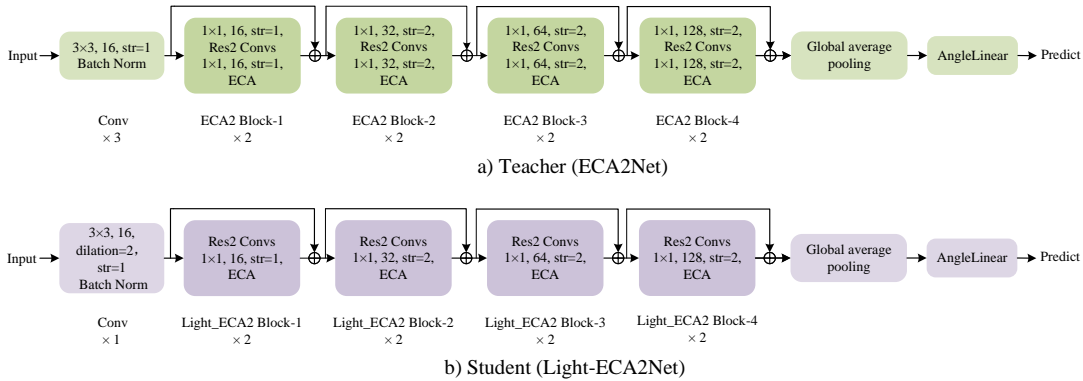 Input
3×3, 16, str=1
Batch Norm
1×1, 16, str=1,
Res2 Convs
1×1, 16, str=1,
ECA
1×1, 32, str=2,
Res2 Convs
1×1, 32, str=2,
ECA
1×1, 64, str=2,
Res2 Convs
1×1, 64, str=2,
ECA
1×1, 128, str=2,
Res2 Convs
1×1, 128, str=2,
ECA
Global average
pooling
AngleLinear
Predict
Conv
× 3
ECA2 Block-1
× 2
ECA2 Block-2
× 2
ECA2 Block-3
× 2
ECA2 Block-4
× 2
a) Teacher (ECA2Net)
Input
3×3, 16,
dilation=2,
str=1
Batch Norm
Res2 Convs
1×1, 16, str=1,
ECA
Res2 Convs
1×1, 32, str=2,
ECA
Res2 Convs
1×1, 64, str=2,
ECA
Res2 Convs
1×1, 128, str=2,
ECA
Global average
pooling
AngleLinear
Predict
Conv
× 1
Light_ECA2 Block-1
× 2
Light_ECA2 Block-2
× 2
Light_ECA2 Block-3
× 2
Light_ECA2 Block-4
× 2
b) Student (Light-ECA2Net)